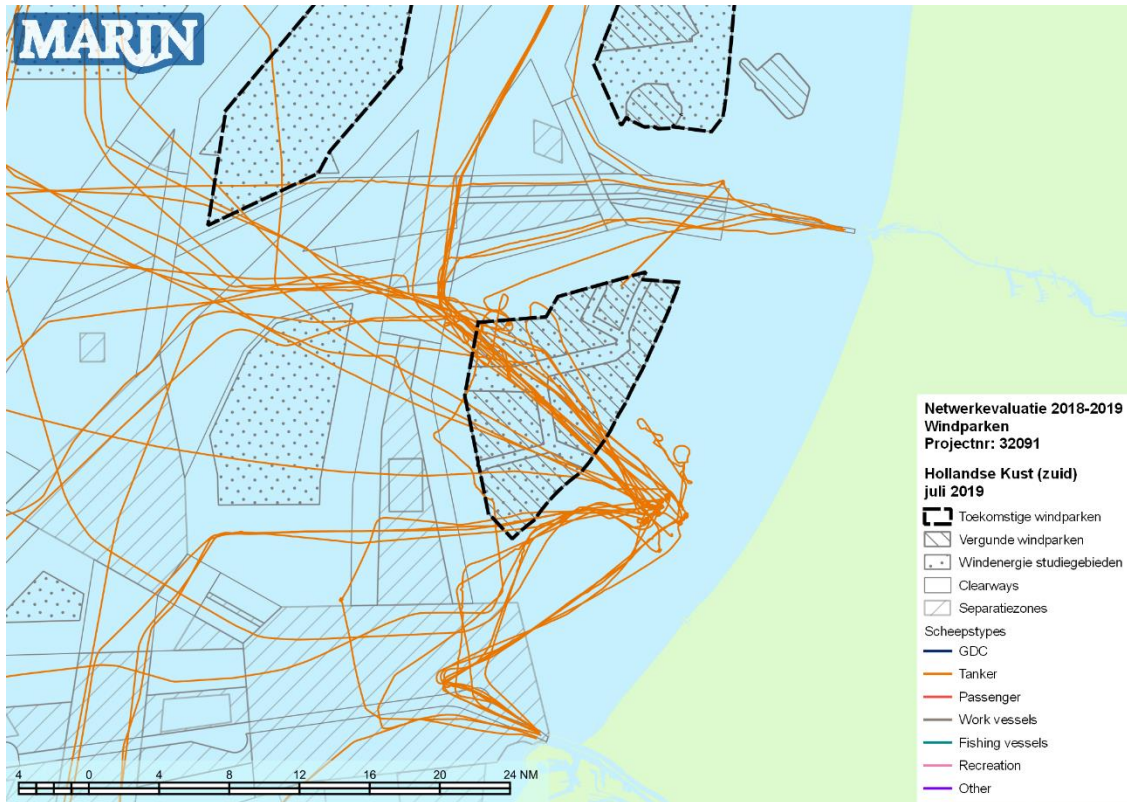 MARIN
Netwerkevaluatie 2018-2019
Windparken
Projectnr: 32091
Hollandse Kust (zuid)
juli 2019
Toekomstige windparken
Vergunde windparken
Windenergie studiegebieden
Clearways
Separatiezones
Scheepstypes
GDC
Tanker
Passenger
Work vessels
Fishing vessels
Recreation
Other
4 0 4 8 12 16 20 24 NM